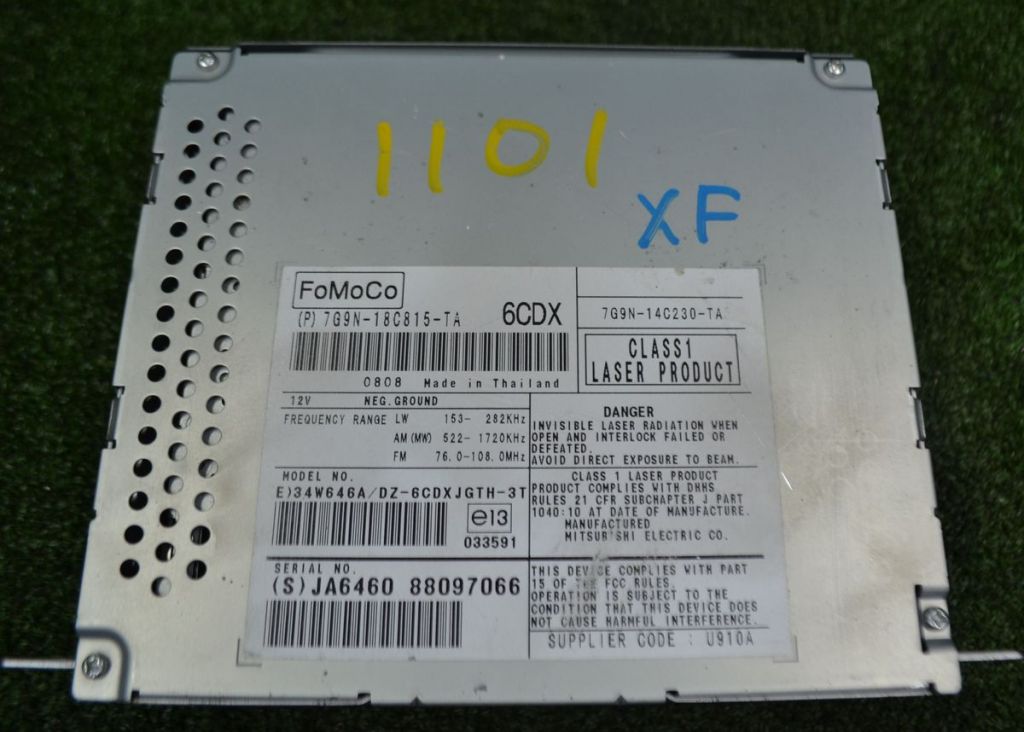 1101
XF
FoMoCo
(P) 7G9N-18C815-TA
6CDX
0808 Made in Thailand
7G9N-14C230-TA
CLASS1
LASER PRODUCT
12V NEG.GROUND
FREQUENCY RANGE LW 153- 282KHz
AM(MW) 522- 1720KHz
FM 76.0-108.0MHz
DANGER
INVISIBLE LASER RADIATION WHEN
OPEN AND INTERLOCK FAILED OR
DEFEATED.
AVOID DIRECT EXPOSURE TO BEAM.
MODEL NO.
E)34W646A/DZ-6CDXJGTH-3T
e13
033591
CLASS 1 LASER PRODUCT
PRODUCT COMPLIES WITH DHHS
RULES 21 CFR SUBCHAPTER J PART
1040:10 AT DATE OF MANUFACTURE.
MANUFACTURED
MITSUBISHI ELECTRIC CO.
SERIAL NO.
(S)JA6460 88097066
THIS DEVICE COMPLIES WITH PART
15 OF THE FCC RULES.
OPERATION IS SUBJECT TO THE
CONDITION THAT THIS DEVICE DOES
NOT CAUSE HARMFUL INTERFERENCE.
SUPPLIER CODE : U910A